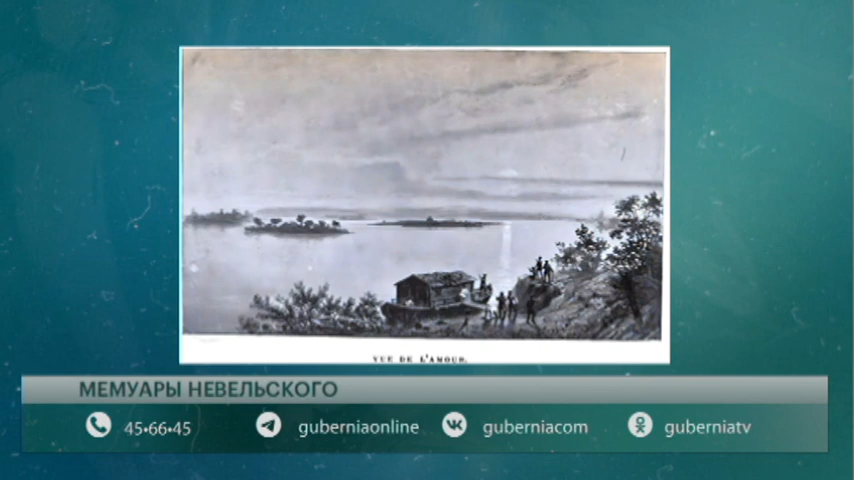 VUE DE L'AMOUR.
МЕМУАРЫ НЕВЕЛЬСКОГО
45•66•45
guberniaonline
guberniacom
guberniatv